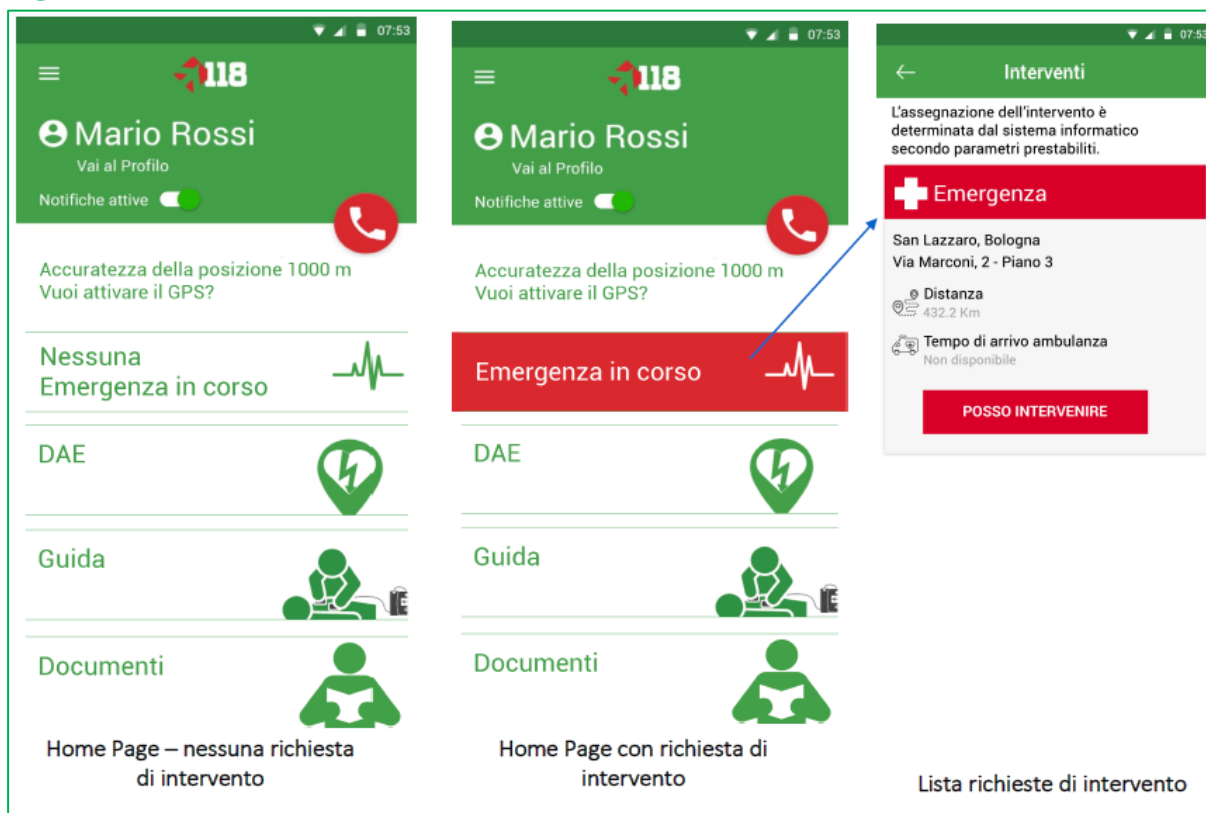 07:53
118
Mario Rossi
Vai al Profilo
Notifiche attive
Accuratezza della posizione 1000 m
Vuoi attivare il GPS?
Nessuna
Emergenza in corso
DAE
Guida
Documenti
Home Page – nessuna richiesta
di intervento
07:53
118
Mario Rossi
Vai al Profilo
Notifiche attive
Accuratezza della posizione 1000 m
Vuoi attivare il GPS?
Emergenza in corso
DAE
Guida
Documenti
Home Page con richiesta di
intervento
07:53
Interventi
L'assegnazione dell'intervento è
determinata dal sistema informatico
secondo parametri prestabiliti.
Emergenza
San Lazzaro, Bologna
Via Marconi, 2 - Piano 3
Distanza
432.2 Km
Tempo di arrivo ambulanza
Non disponibile
POSSO INTERVENIRE
Lista richieste di intervento